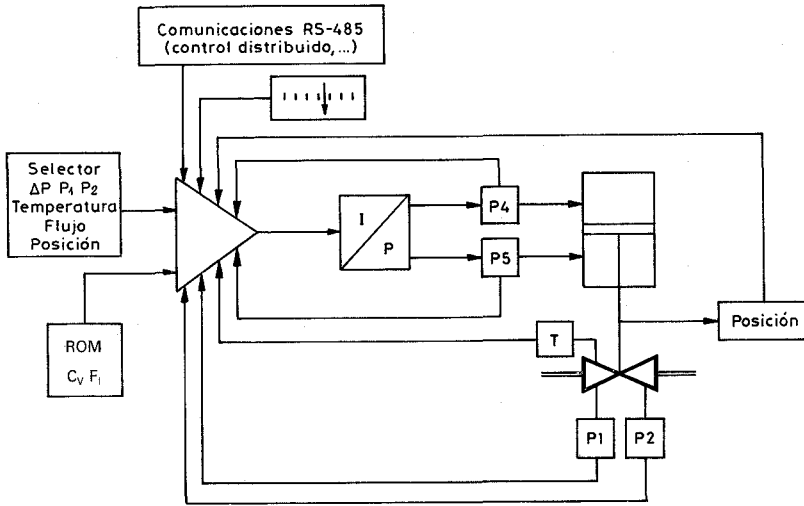 Comunicaciones RS-485
(control distribuido,...)
Selector
ΔP P1 P2
Temperatura
Flujo
Posición
I
P
P4
P5
Posición
T
ROM
Cv Fl
P1
P2